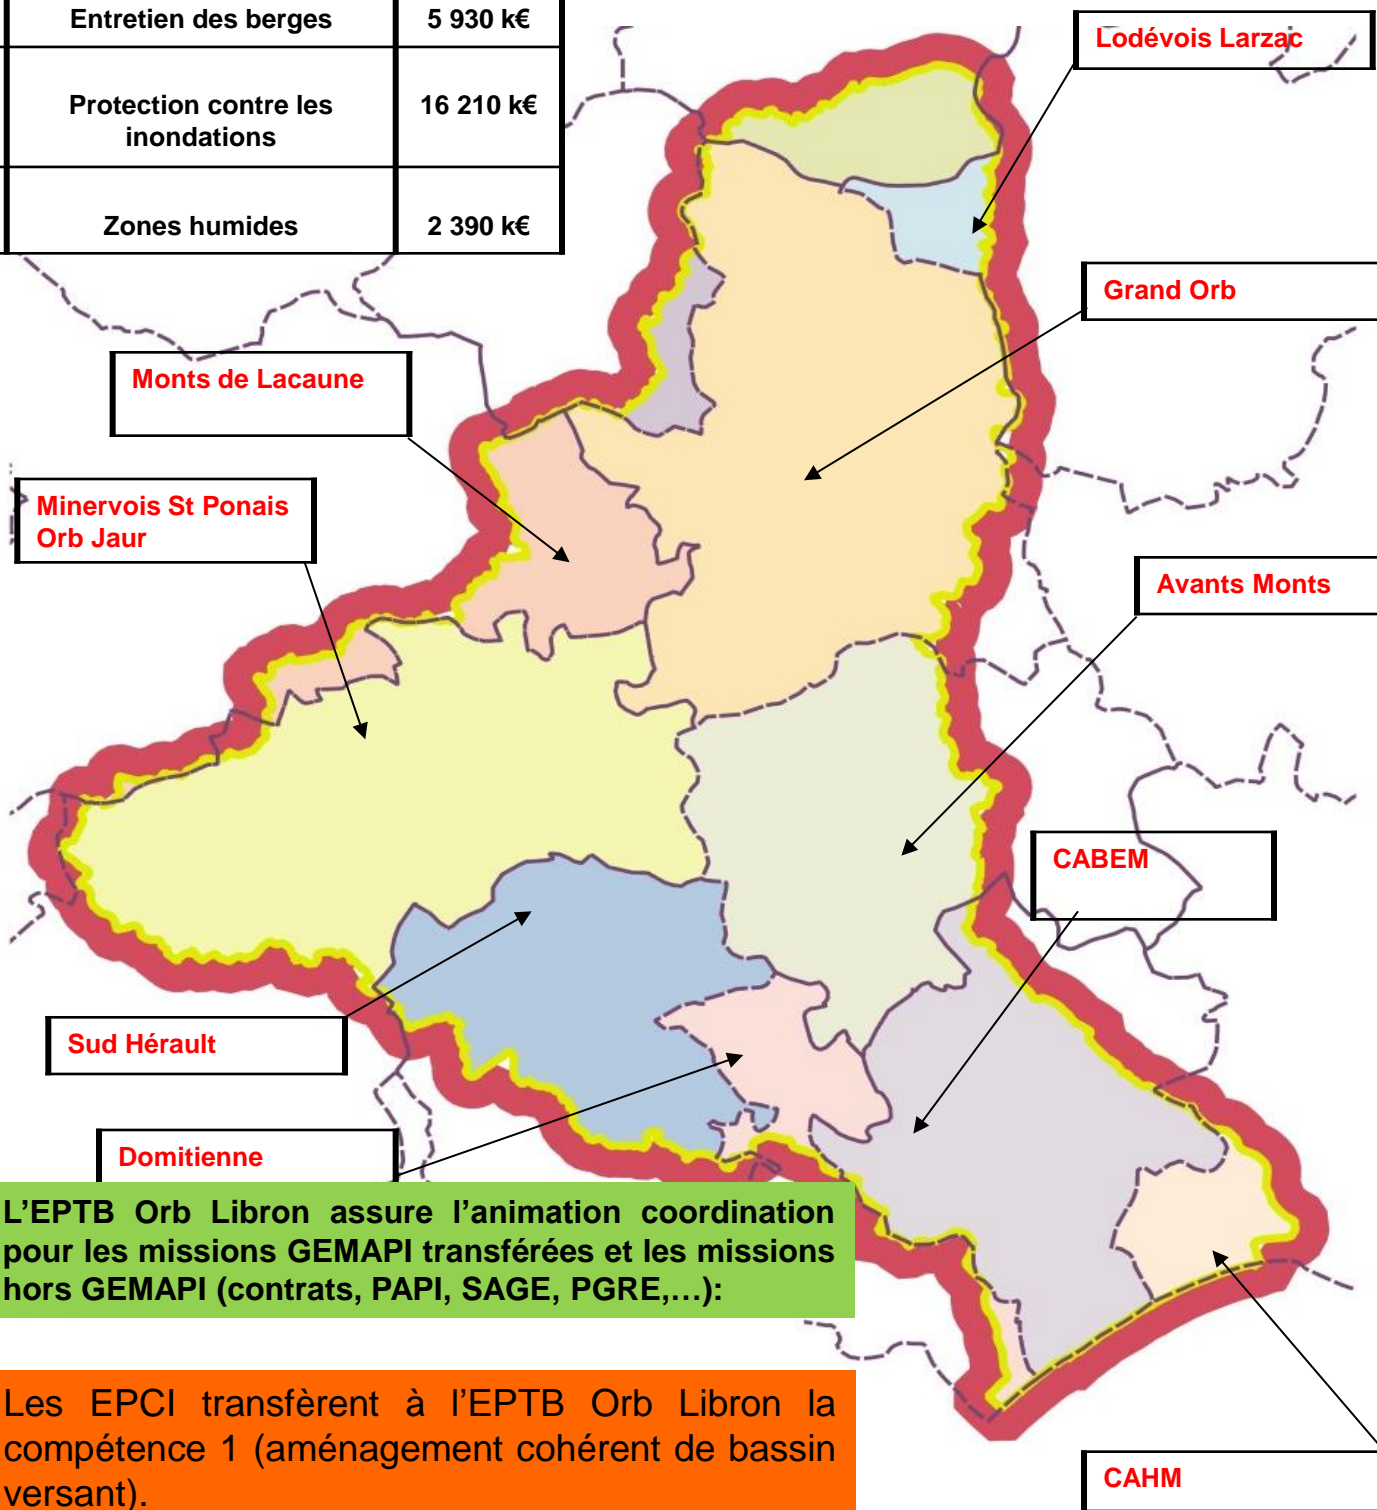 Entretien des berges 5 930 k€
Protection contre les
inondations
16 210 k€
Zones humides 2 390 k€
Lodévois Larzac
Grand Orb
Monts de Lacaune
Minervois St Ponais
Orb Jaur
Avants Monts
CABEM
Sud Hérault
Domitienne
L’EPTB Orb Libron assure l’animation coordination
pour les missions GEMAPI transférées et les missions
hors GEMAPI (contrats, PAPI, SAGE, PGRE,…):
Les EPCI transfèrent à l’EPTB Orb Libron la
compétence 1 (aménagement cohérent de bassin
versant).
CAHM